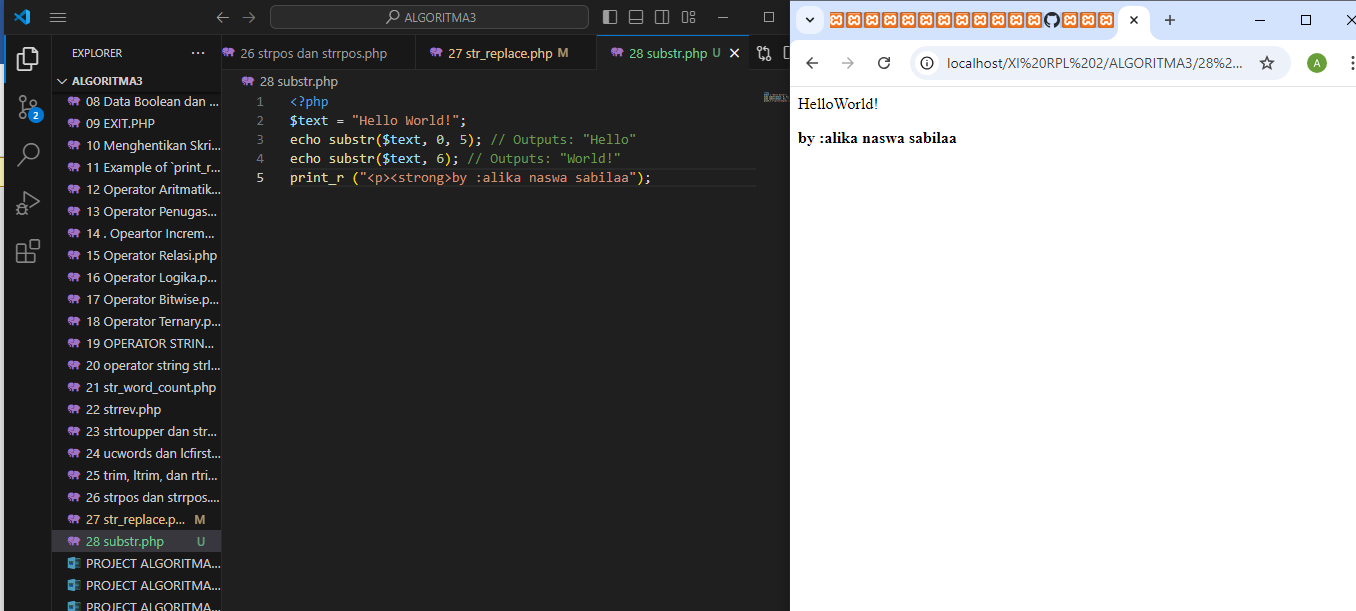 ALGORITMA3
EXPLORER
ALGORITMA3
08 Data Boolean dan ...
09 EXIT.PHP
10 Menghentikan Skri...
11 Example of `print_r...
12 Operator Aritmatik...
13 Operator Penugas...
14 . Opeartor Increm...
15 Operator Relasi.php
16 Operator Logika.p...
17 Operator Bitwise.p...
18 Operator Ternary.p...
19 OPERATOR STRIN...
20 operator string strl...
21 str_word_count.php
22 strrev.php
23 strtoupper dan str...
24 ucwords dan lcfirst...
25 trim, ltrim, dan rtri...
26 strpos dan strrpos....
27 str_replace.p... M
28 substr.php U
PROJECT ALGORITMA...
PROJECT ALGORITMA...
PROJECT ALGORITMA...
2
26 strpos dan strrpos.php 27 str_replace.php M 28 substr.php U
28 substr.php
1 <?php
2 $text = "Hello World!";
3 echo substr($text, 0, 5); // Outputs: "Hello"
4 echo substr($text, 6); // Outputs: "World!"
5 print_r ("<p><strong>by :alika naswa sabilaa");
localhost/XI%20RPL%202/ALGORITMA3/28%2...
A
HelloWorld!
by :alika naswa sabilaa